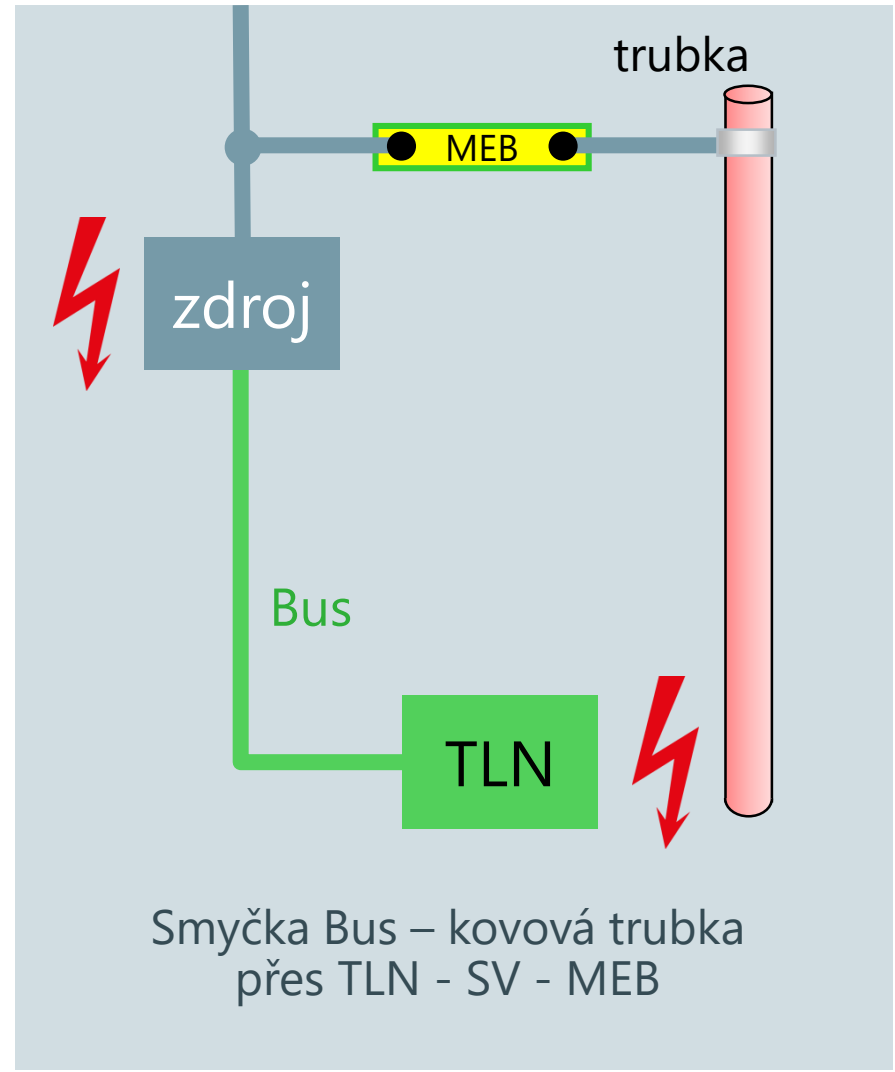 trubka
MEB
zdroj
Bus
TLN
Smyčka Bus – kovová trubka
přes TLN - SV - MEB